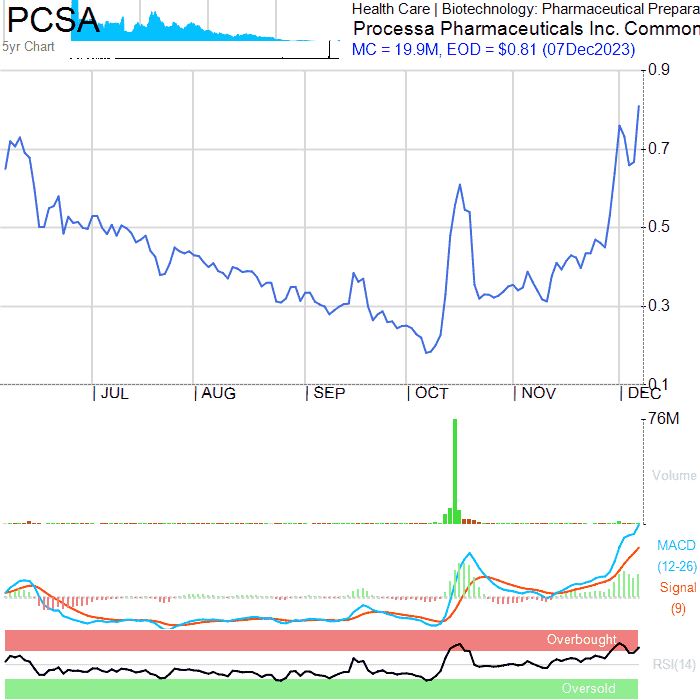 PCSA
5yr Chart
Health Care | Biotechnology: Pharmaceutical Prepara
Processa Pharmaceuticals Inc. Common
MC = 19.9M, EOD = $0.81 (07Dec2023)
0.9
0.7
0.5
0.3
0.1
JUL AUG SEP OCT NOV DEC
76M
Volume
MACD
(12-26)
Signal
(9)
Overbought
RSI(14)
Oversold